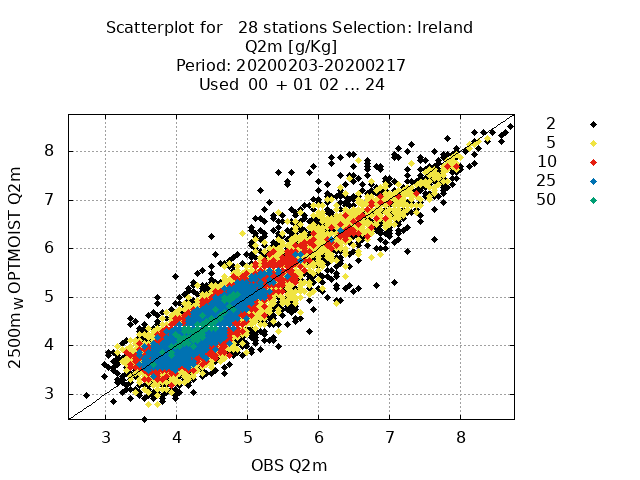 Scatterplot for   28 stations Selection: Ireland
Q2m [g/Kg]
Period: 20200203-20200217
Used  00 + 01 02 ... 24
2
5
10
25
50
8
7
6
5
4
3
3 4 5 6 7 8
OBS Q2m
2500m_W OPTMOIST Q2m